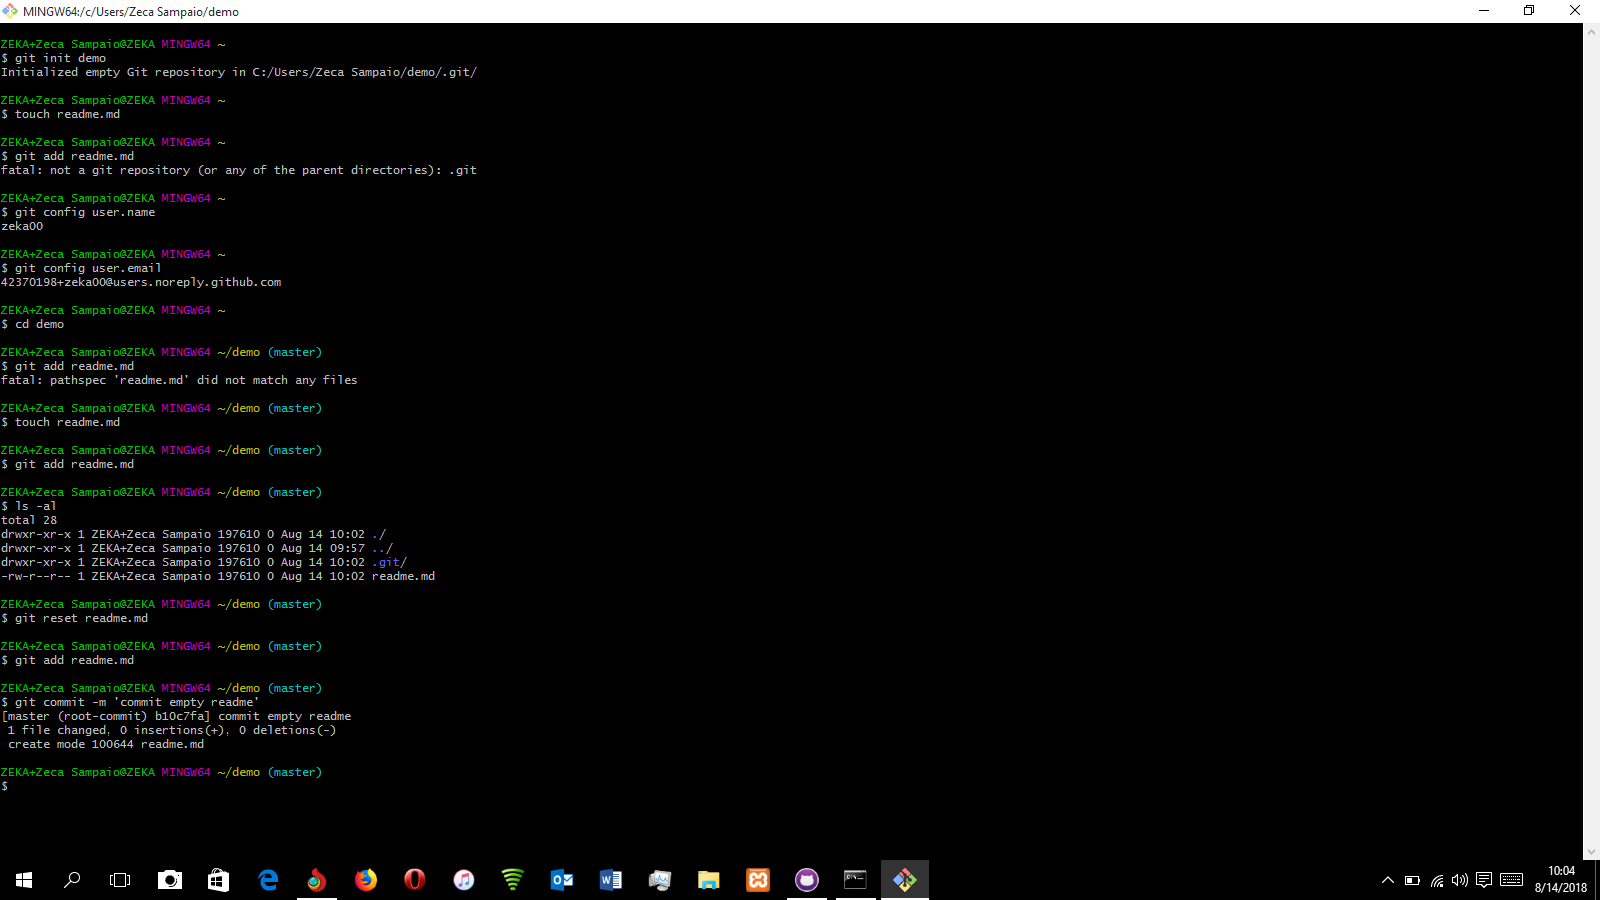 MINGW64:/c/Users/Zeca Sampaio/demo
ZEKA+Zeca Sampaio@ZEKA MINGW64 ~
$ git init demo
Initialized empty Git repository in C:/Users/Zeca Sampaio/demo/.git/
ZEKA+Zeca Sampaio@ZEKA MINGW64 ~
$ touch readme.md
ZEKA+Zeca Sampaio@ZEKA MINGW64 ~
$ git add readme.md
fatal: not a git repository (or any of the parent directories): .git
ZEKA+Zeca Sampaio@ZEKA MINGW64 ~
$ git config user.name
zeka00
ZEKA+Zeca Sampaio@ZEKA MINGW64 ~
$ git config user.email
42370198+zeka00@users.noreply.github.com
ZEKA+Zeca Sampaio@ZEKA MINGW64 ~
$ cd demo
ZEKA+Zeca Sampaio@ZEKA MINGW64 ~/demo (master)
$ git add readme.md
fatal: pathspec 'readme.md' did not match any files
ZEKA+Zeca Sampaio@ZEKA MINGW64 ~/demo (master)
$ touch readme.md
ZEKA+Zeca Sampaio@ZEKA MINGW64 ~/demo (master)
$ git add readme.md
ZEKA+Zeca Sampaio@ZEKA MINGW64 ~/demo (master)
$ ls -al
total 28
drwxr-xr-x 1 ZEKA+Zeca Sampaio 197610 0 Aug 14 10:02 ./
drwxr-xr-x 1 ZEKA+Zeca Sampaio 197610 0 Aug 14 09:57 ../
drwxr-xr-x 1 ZEKA+Zeca Sampaio 197610 0 Aug 14 10:02 .git/
-rw-r--r-- 1 ZEKA+Zeca Sampaio 197610 0 Aug 14 10:02 readme.md
ZEKA+Zeca Sampaio@ZEKA MINGW64 ~/demo (master)
$ git reset readme.md
ZEKA+Zeca Sampaio@ZEKA MINGW64 ~/demo (master)
$ git add readme.md
ZEKA+Zeca Sampaio@ZEKA MINGW64 ~/demo (master)
$ git commit -m 'commit empty readme'
[master (root-commit) b10c7fa] commit empty readme
1 file changed, 0 insertions(+), 0 deletions(-)
create mode 100644 readme.md
ZEKA+Zeca Sampaio@ZEKA MINGW64 ~/demo (master)
$
10:04
8/14/2018